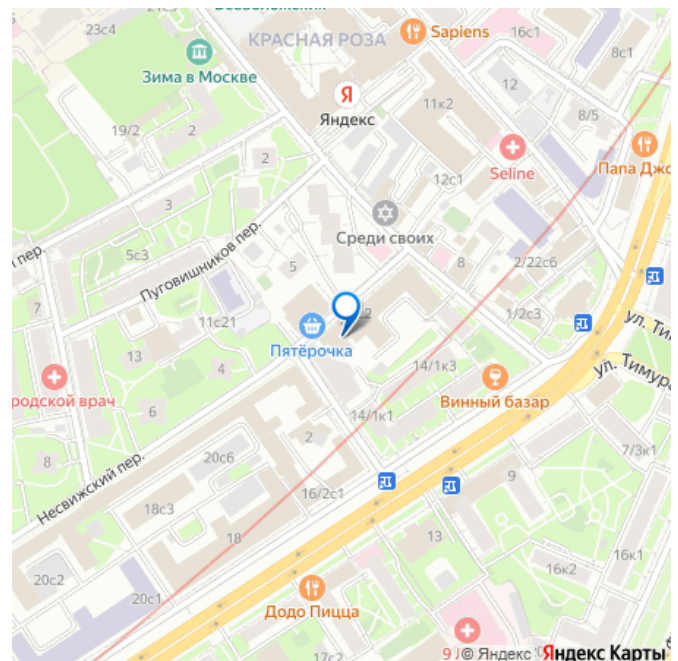 Всеволожский
23с4
Sapiens
16с1
КРАСНАЯ РОЗА
8с1
Зима в Москве
12
Яндекс
11к2
8/5
19/2
2
Seline
Папа Джо
2
12с1
3
Среди своих
5с3
Пуговишников пер.
8
2/22с6
5
пер.
7
11с21
1/2с3
ул. Ти
Пятёрочка
13
4
14/1к3
ул. Тимура
родской врач
Винный базар
6
14/1к1
8
2
7/3к1
Несвижский пер.
20с6
9
16/2с1
18с3
18
13
16к1
20с2
16к2
20с1
Додо Пицца
17с2
© Яндекс
Яндекс Карты